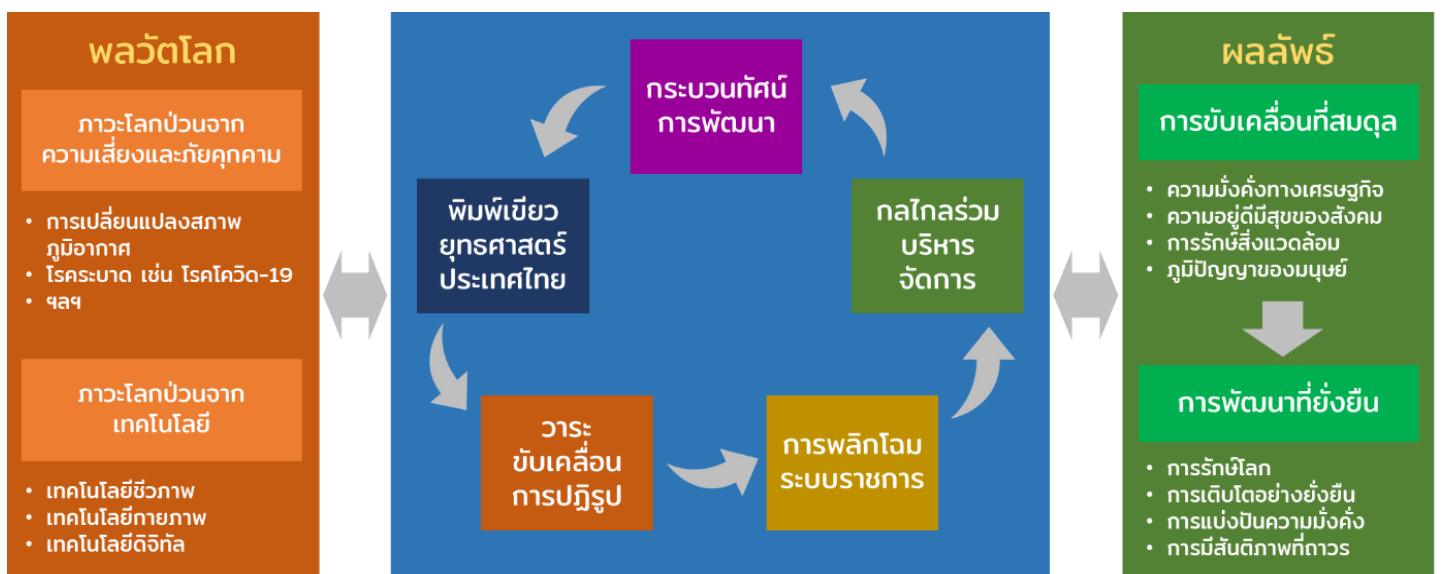 พลวัตโลก
ภาวะโลกป่วนจาก
ความเสี่ยงและภัยคุกคาม
• การเปลี่ยนแปลงสภาพ
ภูมิอากาศ
• โรคระบาด เช่น โรคโควิด-19
• ฯลฯ
ภาวะโลกป่วนจาก
เทคโนโลยี
• เทคโนโลยีชีวภาพ
• เทคโนโลยีกายภาพ
• เทคโนโลยีดิจิทัล
กระบวนทัศน์
การพัฒนา
พิมพ์เขียว
ยุทธศาสตร์
ประเทศไทย
วาระ
ขับเคลื่อน
การปฏิรูป
การพลิกโฉม
ระบบราชการ
กลไกลร่วม
บริหาร
จัดการ
ผลลัพธ์
การขับเคลื่อนที่สมดุล
• ความมั่งคั่งทางเศรษฐกิจ
• ความอยู่ดีมีสุขของสังคม
• การรักษ์สิ่งแวดล้อม
• ภูมิปัญญาของมนุษย์
การพัฒนาที่ยั่งยืน
• การรักษ์โลก
• การเติบโตอย่างยั่งยืน
• การแบ่งปันความมั่งคั่ง
• การมีสันติภาพที่ถาวร